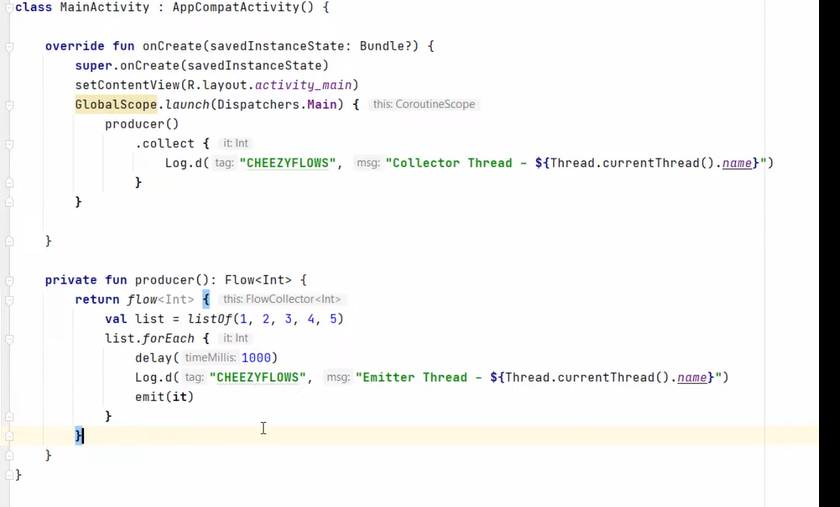 class MainActivity : AppCompatActivity() {
override fun onCreate(savedInstanceState: Bundle?) {
super.onCreate(savedInstanceState)
setContentView(R.layout.activity_main)
GlobalScope.launch(Dispatchers.Main) { this: CoroutineScope
producer()
.collect { it: Int
Log.d( tag: "CHEEZYFLOWS", msg: "Collector Thread - ${Thread.currentThread().name}")
}
}
}
private fun producer(): Flow<Int> {
return flow<Int> { this: FlowCollector<Int>
val list = listOf(1, 2, 3, 4, 5)
list.forEach { it: Int
delay( timeMillis: 1000)
Log.d( tag: "CHEEZYFLOWS", msg: "Emitter Thread - ${Thread.currentThread().name}")
emit(it)
}
}
}
}